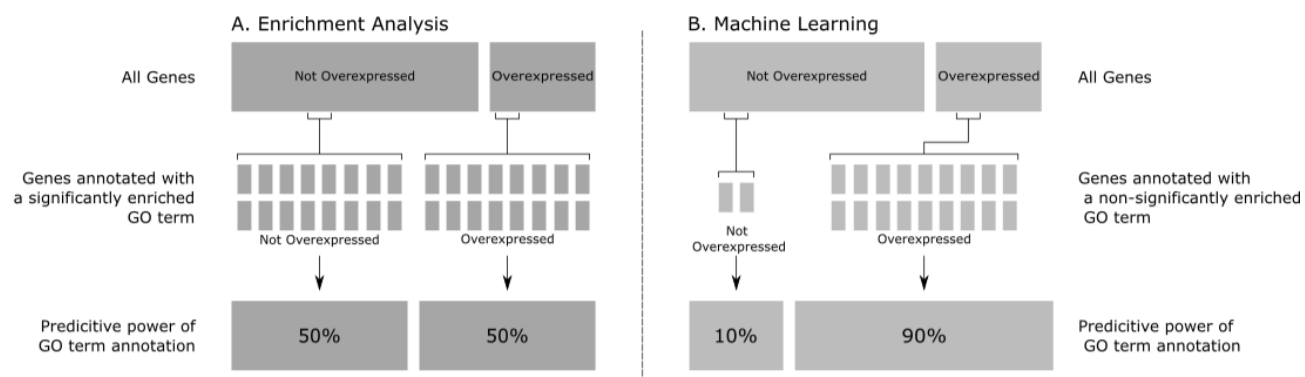 A. Enrichment Analysis
All Genes
Not Overexpressed
Overexpressed
Genes annotated with
a significantly enriched
GO term
Not Overexpressed
Overexpressed
Predicitive power of
GO term annotation
50%
50%
B. Machine Learning
Not Overexpressed
Overexpressed
All Genes
Not
Overexpressed
Overexpressed
Genes annotated with
a non-significantly enriched
GO term
10%
90%
Predicitive power of
GO term annotation